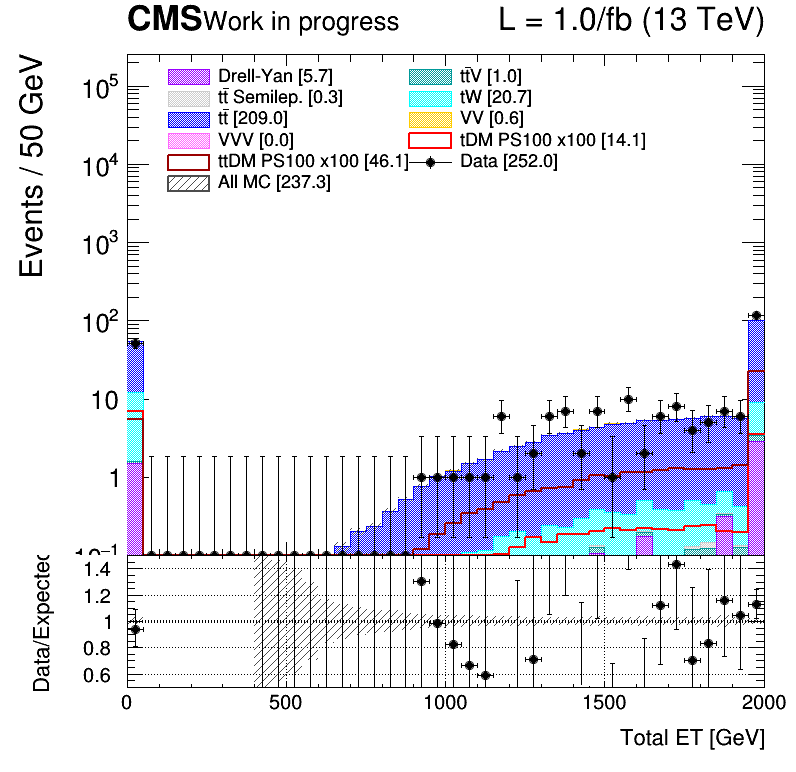 CMS Work in progress L = 1.0/fb (13 TeV)
Events / 50 GeV
10⁵
10⁴
10³
10²
10
1
10⁻¹
Drell-Yan [5.7]
tt̄V [1.0]
tt̄ Semilep. [0.3]
tW [20.7]
tt̄ [209.0]
VV [0.6]
VVV [0.0]
tDM PS100 x100 [14.1]
ttDM PS100 x100 [46.1]
Data [252.0]
All MC [237.3]
Data/Expected
1.4
1.2
1
0.8
0.6
0 500 1000 1500 2000
Total ET [GeV]